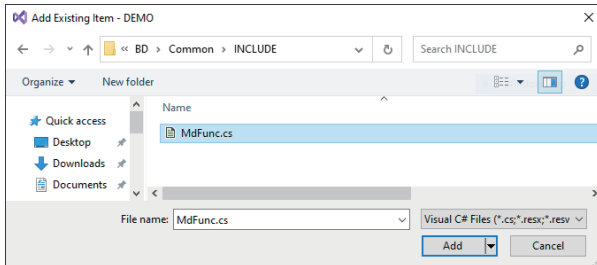 Add Existing Item - DEMO
« BD › Common › INCLUDE
Search INCLUDE
Organize
New folder
Name
Quick access
MdFunc.cs
Desktop
Downloads
Documents
File name: MdFunc.cs
Visual C# Files (*.cs;*.resx;*.resv
Add
Cancel